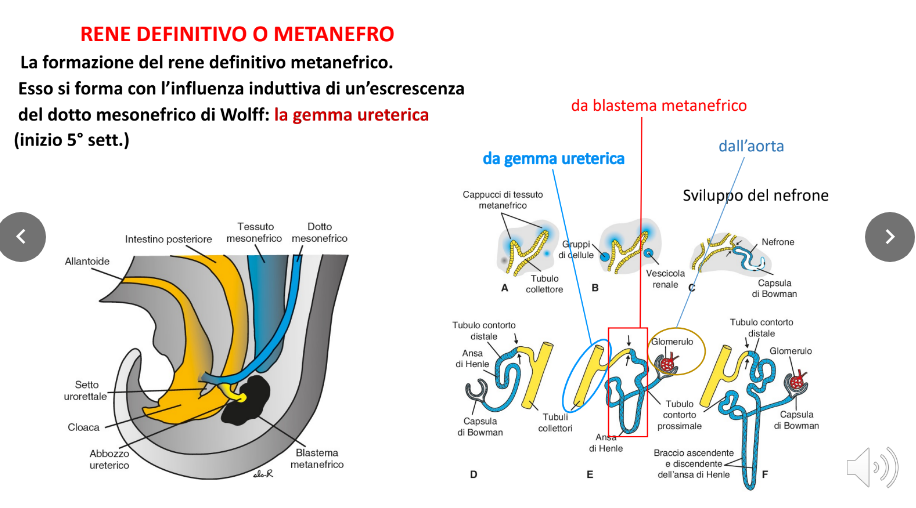 RENE DEFINITIVO O METANEFRO
La formazione del rene definitivo metanefrico.
Esso si forma con l’influenza induttiva di un’escrescenza
del dotto mesonefrico di Wolff: la gemma ureterica
(inizio 5° sett.)
da blastema metanefrico
dall’aorta
da gemma ureterica
Sviluppo del nefrone
Intestino posteriore
Tessuto
mesonefrico
Dotto
mesonefrico
Allantoide
Setto
urorettale
Cloaca
Abbozzo
ureterico
Blastema
metanefrico
Cappucci di tessuto
metanefrico
Tubulo
collettore
A
Gruppi
di cellule
Vescicola
renale
B
Nefrone
Capsula
di Bowman
C
Tubulo contorto
distale
Ansa
di Henle
Capsula
di Bowman
Tubuli
collettori
D
Glomerulo
Tubulo
contorto
prossimale
Ansa
di Henle
E
Tubulo contorto
distale
Glomerulo
Capsula
di Bowman
Braccio ascendente
e discendente
dell’ansa di Henle
F